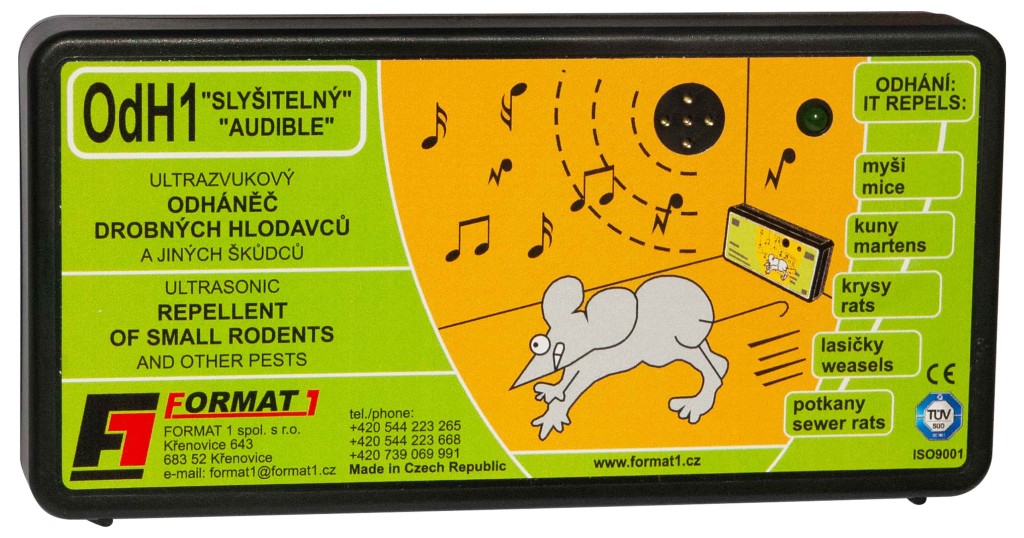 OdH1 "SLYŠITELNÝ"
"AUDIBLE"
ULTRAZVUKOVÝ
ODHÁNĚČ
DROBNÝCH HLODAVCŮ
A JINÝCH ŠKŮDCŮ
ULTRASONIC
REPELLENT
OF SMALL RODENTS
AND OTHER PESTS
F1 FORMAT 1
FORMAT 1 spol. s r.o.
Křenovice 643
683 52 Křenovice
e-mail: format1@format1.cz
tel./phone:
+420 544 223 265
+420 544 223 668
+420 739 069 991
Made in Czech Republic
www.format1.cz
ODHÁNÍ:
IT REPELS:
myši
mice
kuny
martens
krysy
rats
lasičky
weasels
potkany
sewer rats
CE
TÜV
SÜD
ISO9001